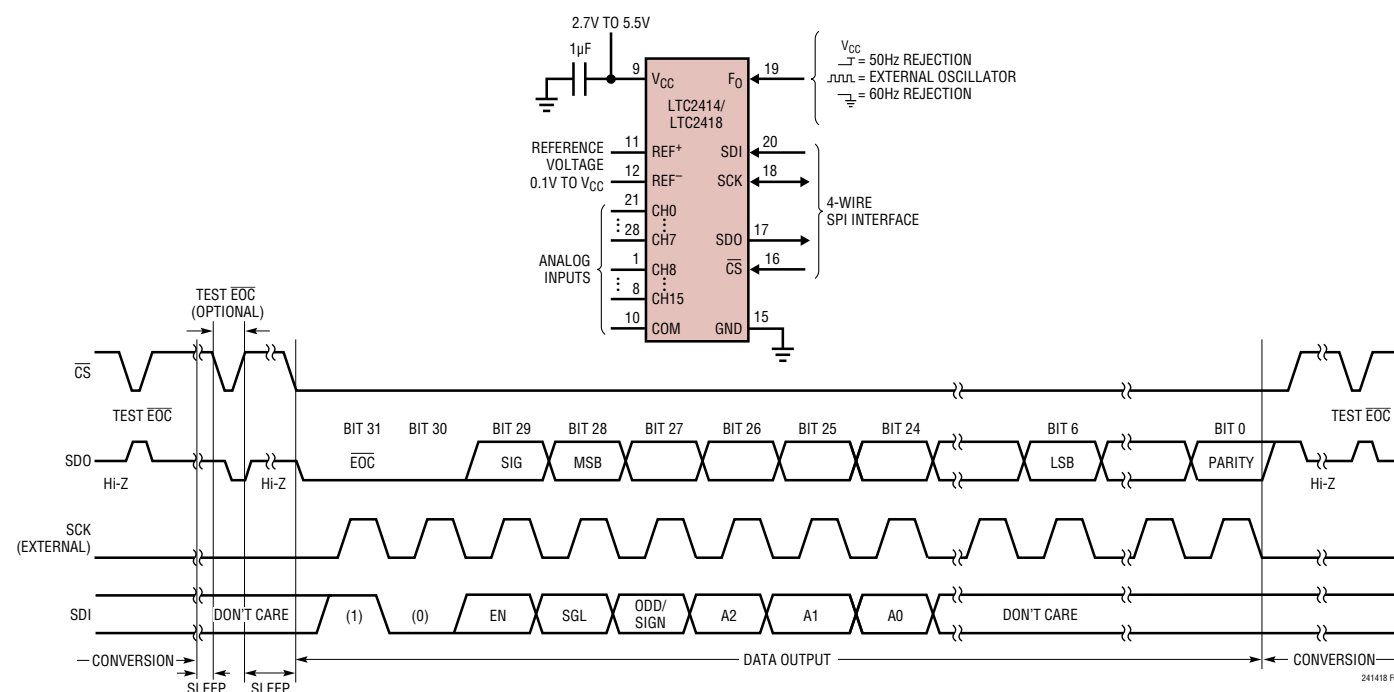 2.7V TO 5.5V
1µF
9
VCC
FO
19
VCC
= 50Hz REJECTION
= EXTERNAL OSCILLATOR
= 60Hz REJECTION
LTC2414/
LTC2418
REFERENCE
VOLTAGE
0.1V TO VCC
11
REF+
12
REF–
SDI
20
SCK
18
SDO
17
CS
16
4-WIRE
SPI INTERFACE
ANALOG
INPUTS
21
CH0
28
CH7
1
CH8
8
CH15
10
COM
GND
15
TEST EOC
(OPTIONAL)
CS
TEST EOC
TEST EOC
BIT 31
BIT 30
BIT 29
BIT 28
BIT 27
BIT 26
BIT 25
BIT 24
BIT 6
BIT 0
SDO
EOC
SIG
MSB
LSB
PARITY
Hi-Z
Hi-Z
Hi-Z
SCK
(EXTERNAL)
SDI
DON'T CARE
(1)
(0)
EN
SGL
ODD/
SIGN
A2
A1
A0
DON'T CARE
CONVERSION
DATA OUTPUT
CONVERSION
SLEEP
SLEEP
241418 F